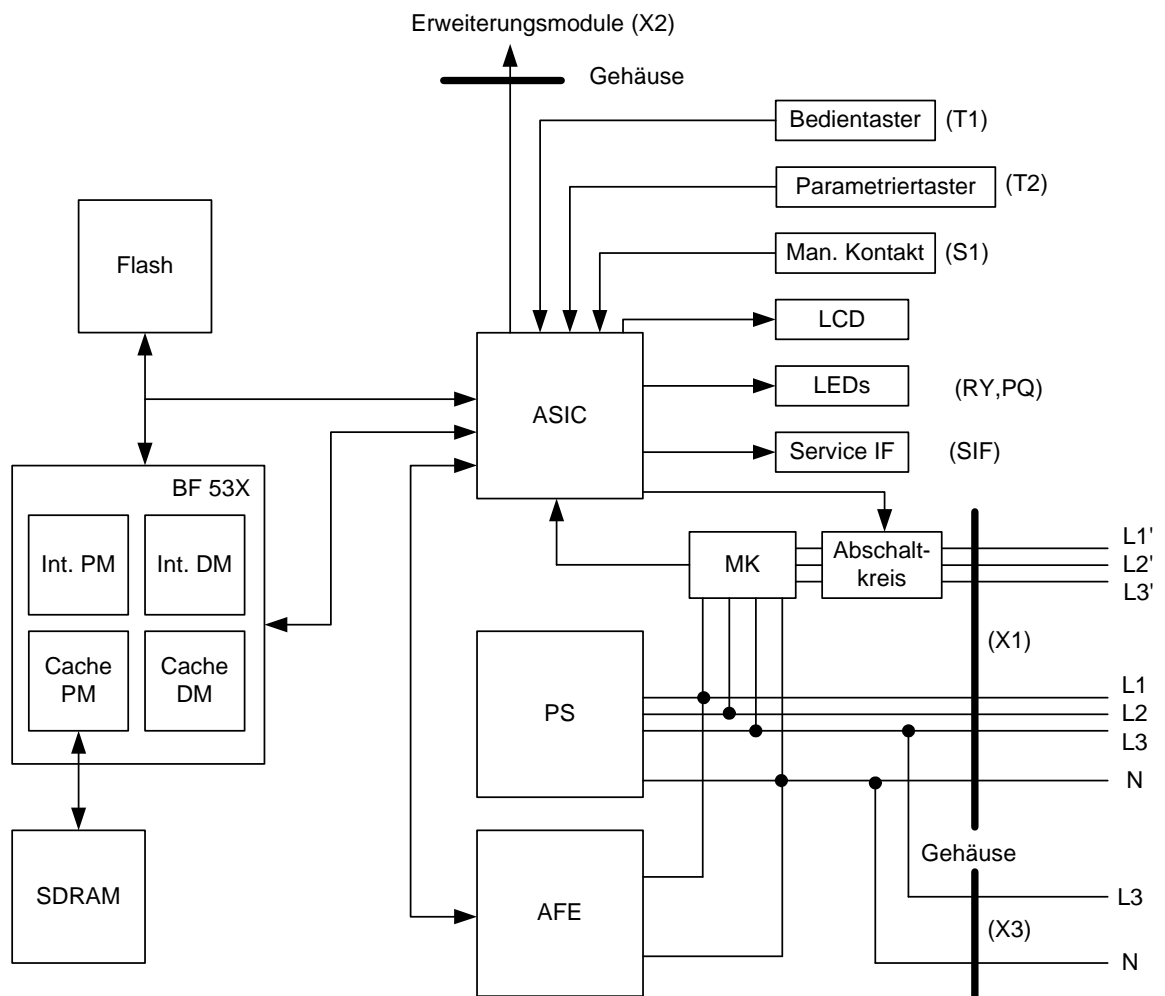 Erweiterungsmodule (X2)
Gehäuse
Bedientaster
(T1)
Parametriertaster
(T2)
Man. Kontakt
(S1)
LCD
LEDs
(RY,PQ)
Service IF
(SIF)
Flash
ASIC
BF 53X
Int. PM
Int. DM
Cache
PM
Cache
DM
SDRAM
MK
Abschalt-
kreis
L1'
L2'
L3'
(X1)
PS
L1
L2
L3
N
Gehäuse
AFE
L3
(X3)
N